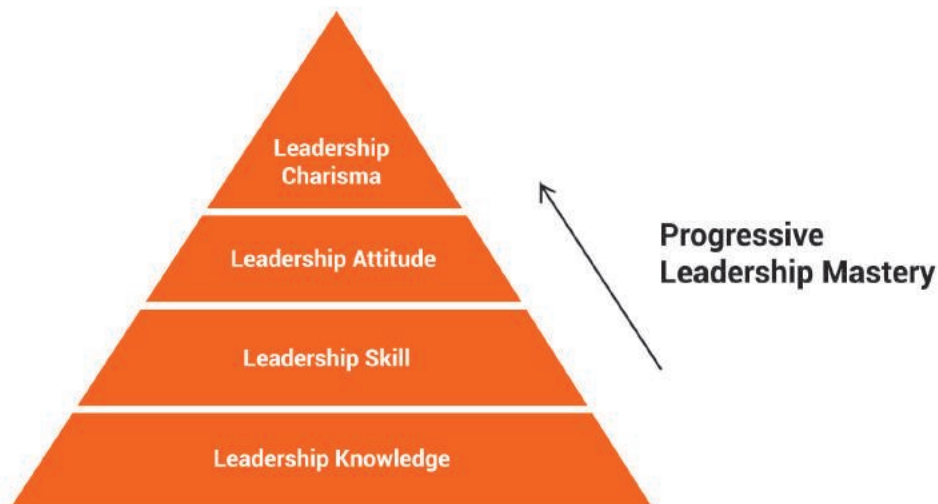 Leadership
Charisma
Leadership Attitude
Leadership Skill
Leadership Knowledge
Progressive
Leadership Mastery